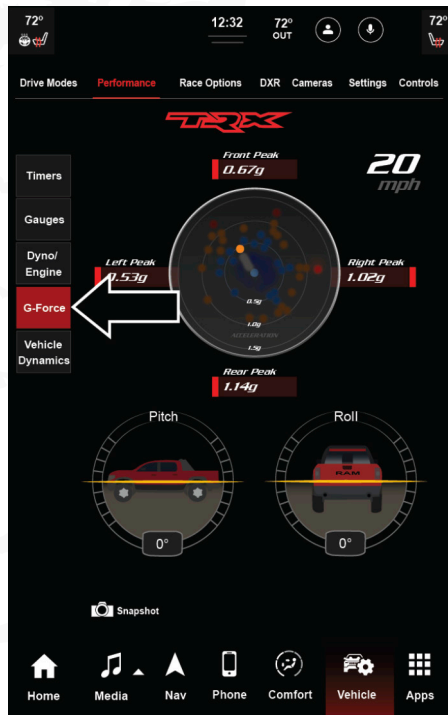 72°
12:32
72°
OUT
72°
Drive Modes
Performance
Race Options
DXR
Cameras
Settings
Controls
TRX
Timers
Gauges
Dyno/
Engine
G-Force
Vehicle
Dynamics
Front Peak
0.67g
20
mph
Left Peak
0.53g
Right Peak
1.02g
0.5g
1.0g
ACCELERATION
1.5g
Rear Peak
1.14g
Pitch
0°
Roll
RAM
0°
Snapshot
Home
Media
Nav
Phone
Comfort
Vehicle
Apps